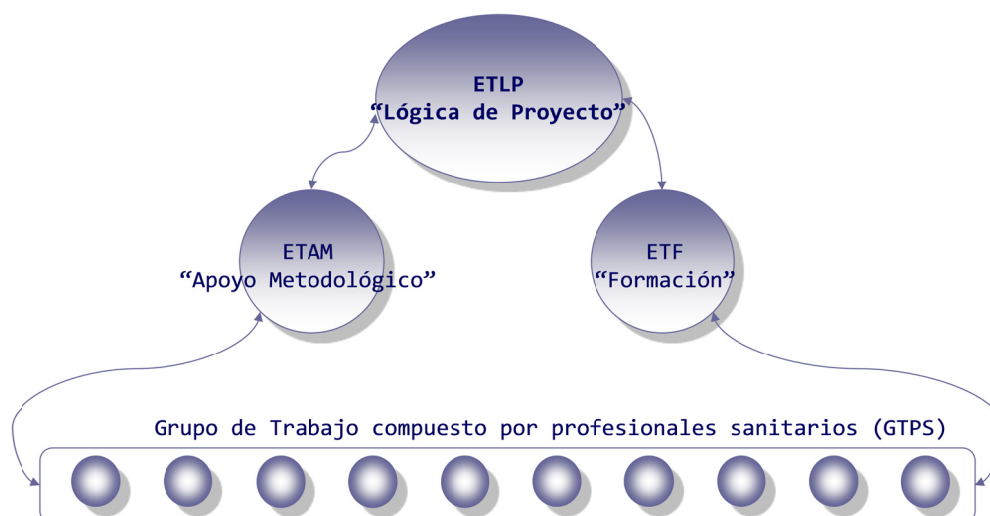 ETLP
“Lógica de Proyecto”
ETAM
“Apoyo Metodológico”
ETF
“Formación”
Grupo de Trabajo compuesto por profesionales sanitarios (GTPS)